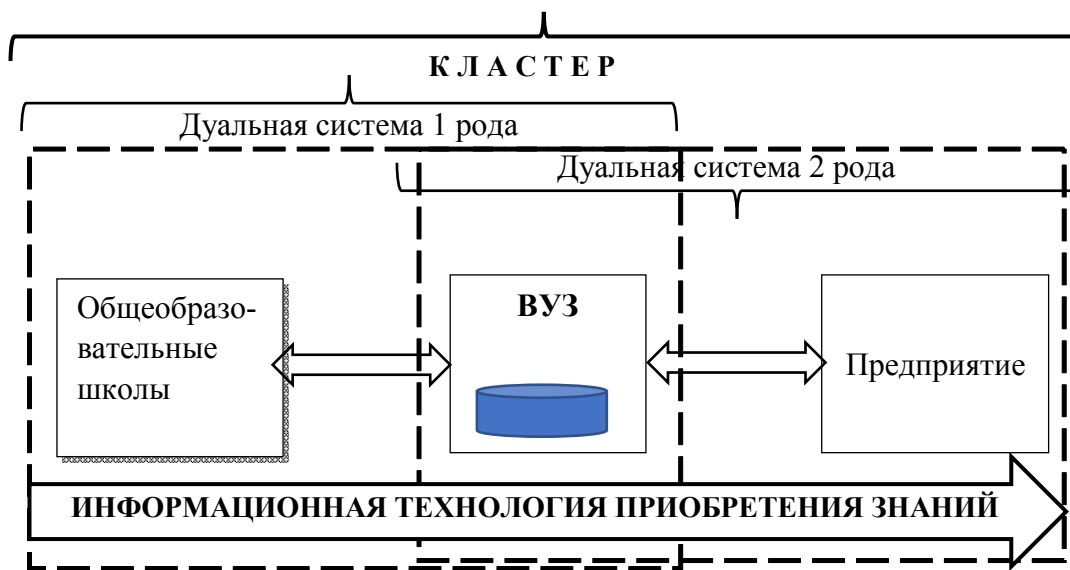 К Л А С Т Е Р
Дуальная система 1 рода
Дуальная система 2 рода
Общеобразо-
вательные
школы
ВУЗ
Предприятие
ИНФОРМАЦИОННАЯ ТЕХНОЛОГИЯ ПРИОБРЕТЕНИЯ ЗНАНИЙ